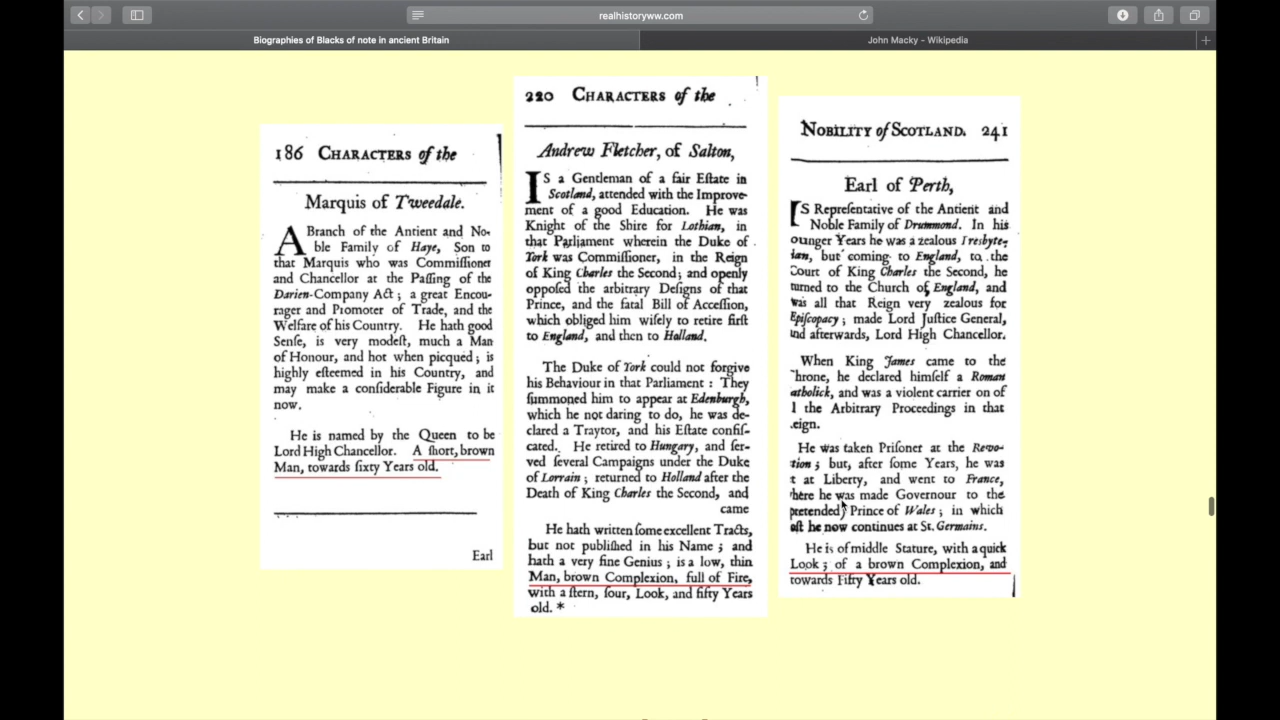 realhistoryww.com
Biographies of Blacks of note in ancient Britain
John Macky - Wikipedia
186 CHARACTERS of the
Marquis of Tweedale.
A Branch of the Antient and No-
ble Family of Haye, Son to
that Marquis who was Commiſſioner
and Chancellor at the Paſſing of the
Darien-Company Act; a great Encou-
rager and Promoter of Trade, and the
Welfare of his Country. He hath good
Senſe, is very modeſt, much a Man
of Honour, and hot when picqued; is
highly eſteemed in his Country, and
may make a conſiderable Figure in it
now.
He is named by the Queen to be
Lord High Chancellor. A ſhort, brown
Man, towards ſixty Years old.
Earl
220 CHARACTERS of the
Andrew Fletcher, of Salton,
IS a Gentleman of a fair Eſtate in
Scotland, attended with the Improve-
ment of a good Education. He was
Knight of the Shire for Lothian, in
that Parliament wherein the Duke of
York was Commiſſioner, in the Reign
of King Charles the Second; and openly
oppoſed the arbitrary Deſigns of that
Prince, and the fatal Bill of Acceſſion,
which obliged him wiſely to retire firſt
to England, and then to Holland.
The Duke of York could not forgive
his Behaviour in that Parliament: They
ſummoned him to appear at Edenburgh,
which he not daring to do, he was de-
clared a Traytor, and his Eſtate confiſ-
cated. He retired to Hungary, and ſer-
ved ſeveral Campaigns under the Duke
of Lorrain; returned to Holland after the
Death of King Charles the Second, and
came
He hath written ſome excellent Tracts,
but not publiſhed in his Name; and
hath a very fine Genius; is a low, thin
Man, brown Complexion, full of Fire,
with a ſtern, ſour, Look, and fifty Years
old. *
NOBILITY of SCOTLAND. 241
Earl of Perth,
IS Repreſentative of the Antient and
Noble Family of Drummond. In his
ounger Years he was a zealous Presbyte-
ian, but coming to England, to the
Court of King Charles the Second, he
turned to the Church of England, and
was all that Reign very zealous for
Epiſcopacy; made Lord Juſtice General,
and afterwards, Lord High Chancellor.
When King James came to the
Throne, he declared himſelf a Roman
atholick, and was a violent carrier on of
l the Arbitrary Proceedings in that
eign.
He was taken Priſoner at the Revo-
tion; but, after ſome Years, he was
t at Liberty, and went to France,
here he was made Governour to the
pretended Prince of Wales; in which
oſt he now continues at St. Germains.
He is of middle Stature, with a quick
Look; of a brown Complexion, and
towards Fifty Years old.